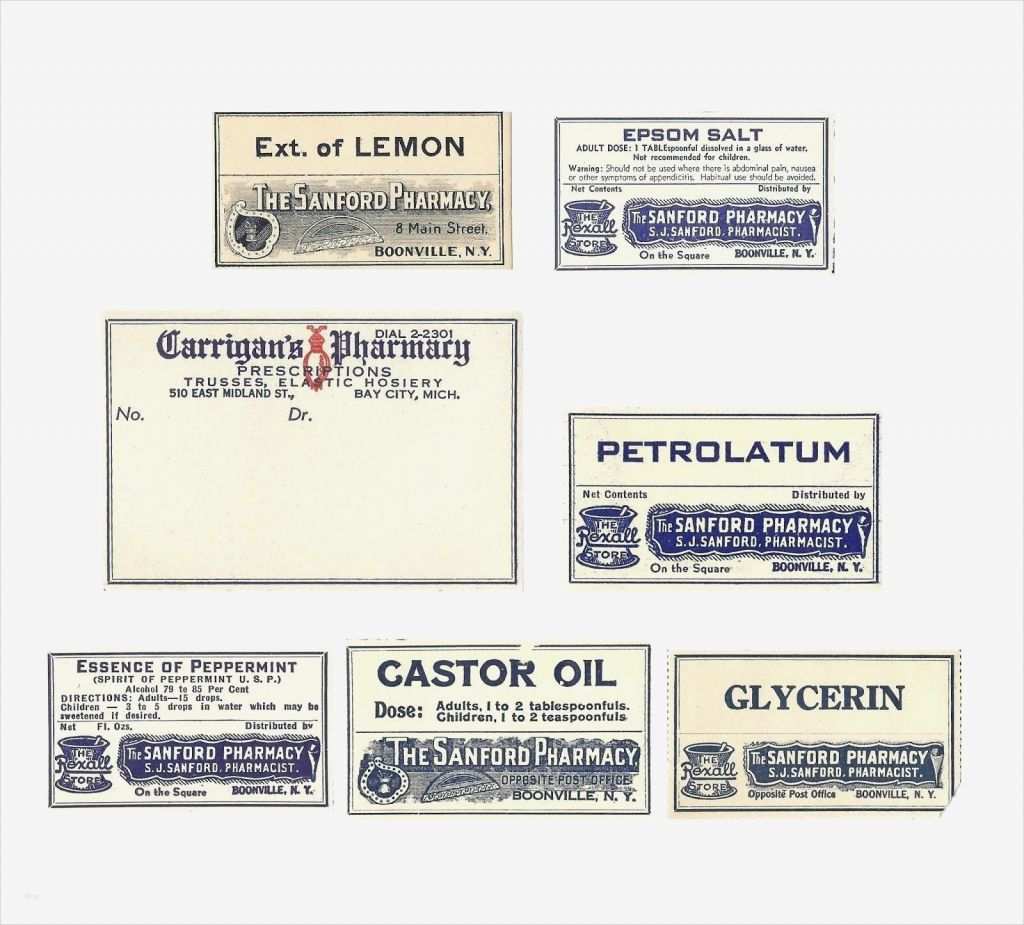 Ext. of LEMON
THE SANFORD PHARMACY,
8 Main Street.
BOONVILLE, N.Y.
EPSOM SALT
ADULT DOSE: 1 TABLEspoonful dissolved in a glass of water.
Not recommended for children.
Warning: Should not be used where there is abdominal pain, nausea
or other symptoms of appendicitis. Habitual use should be avoided.
Net Contents Distributed by
THE
Rexall
STORE
The SANFORD PHARMACY
S.J.SANFORD, PHARMACIST.
On the Square BOONVILLE, N. Y.
DIAL 2-2301
Carrigan's Pharmacy
PRESCRIPTIONS
TRUSSES, ELASTIC HOSIERY
510 EAST MIDLAND ST., BAY CITY, MICH.
No. Dr.
PETROLATUM
Net Contents Distributed by
THE
Rexall
STORE
The SANFORD PHARMACY
S.J.SANFORD, PHARMACIST.
On the Square BOONVILLE, N. Y.
ESSENCE OF PEPPERMINT
(SPIRIT OF PEPPERMINT U. S. P.)
Alcohol 79 to 85 Per Cent
DIRECTIONS: Adults—15 drops.
Children — 3 to 5 drops in water which may be
sweetened if desired.
Net Fl. Ozs. Distributed by
THE
Rexall
STORE
The SANFORD PHARMACY
S.J.SANFORD, PHARMACIST.
On the Square BOONVILLE, N. Y.
CASTOR OIL
Dose: Adults, 1 to 2 tablespoonfuls.
Children, 1 to 2 teaspoonfuls
THE SANFORD PHARMACY,
OPPOSITE POST OFFICE
BOONVILLE, N. Y.
GLYCERIN
THE
Rexall
STORE
The SANFORD PHARMACY
S.J.SANFORD, PHARMACIST.
Opposite Post Office BOONVILLE, N. Y.